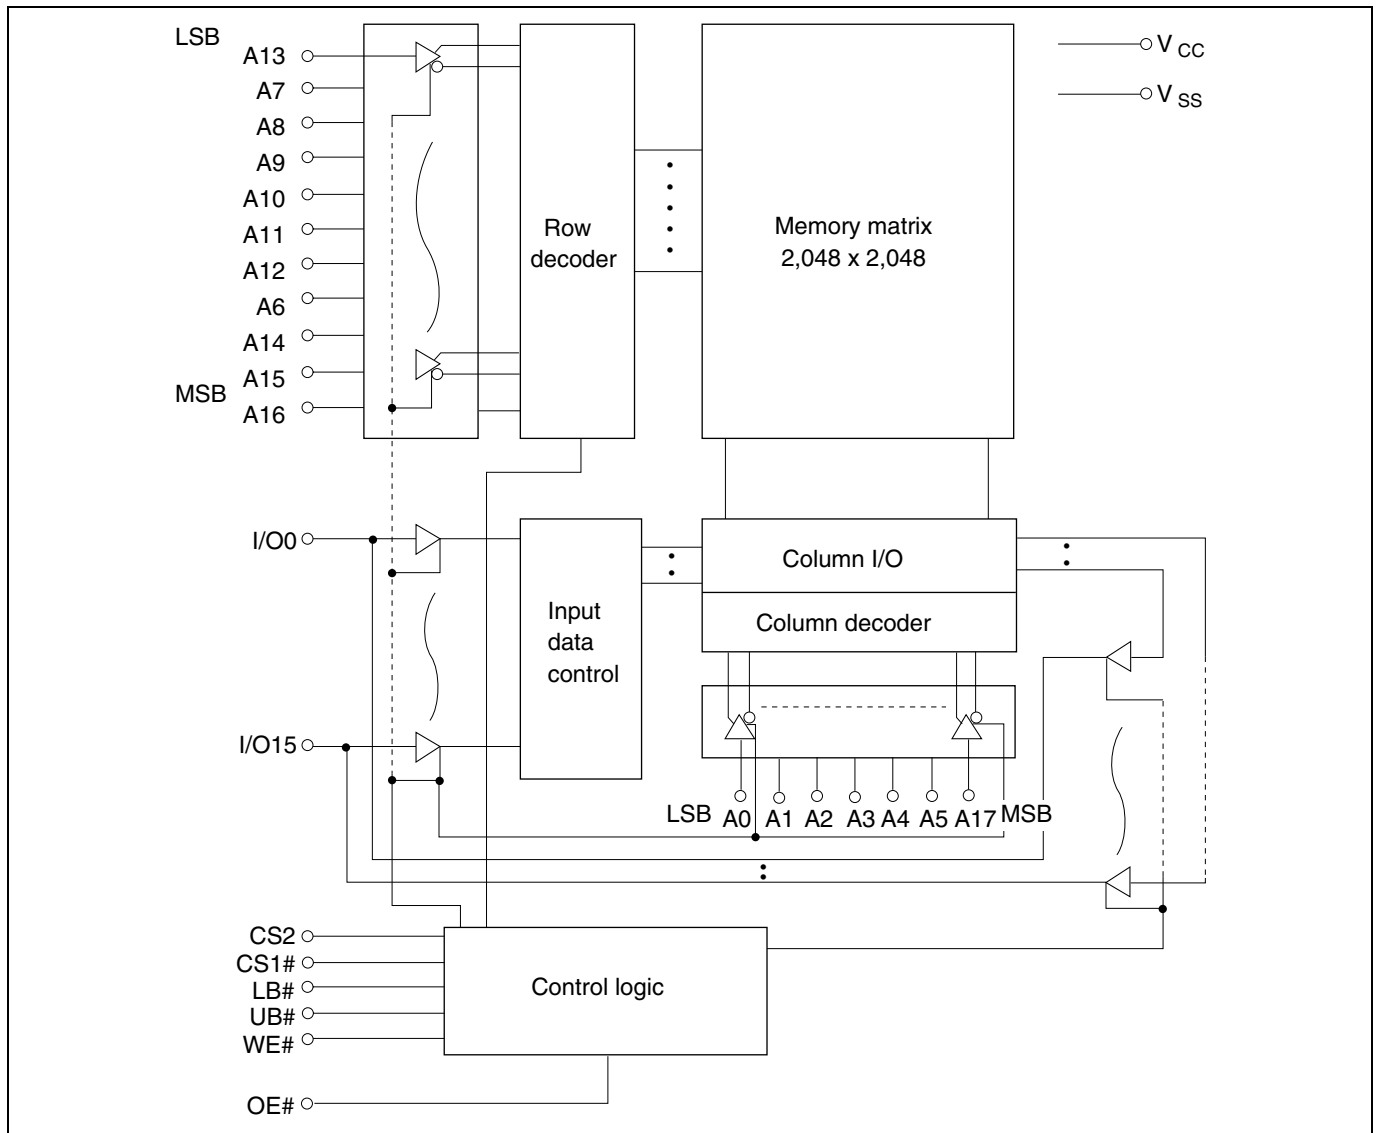 LSB
A13
A7
A8
A9
A10
A11
A12
A6
A14
A15
MSB
A16
Row
decoder
Memory matrix
2,048 x 2,048
V CC
V SS
I/O0
I/O15
Input
data
control
Column I/O
Column decoder
LSB A0 A1 A2 A3 A4 A5 A17 MSB
CS2
CS1#
LB#
UB#
WE#
OE#
Control logic